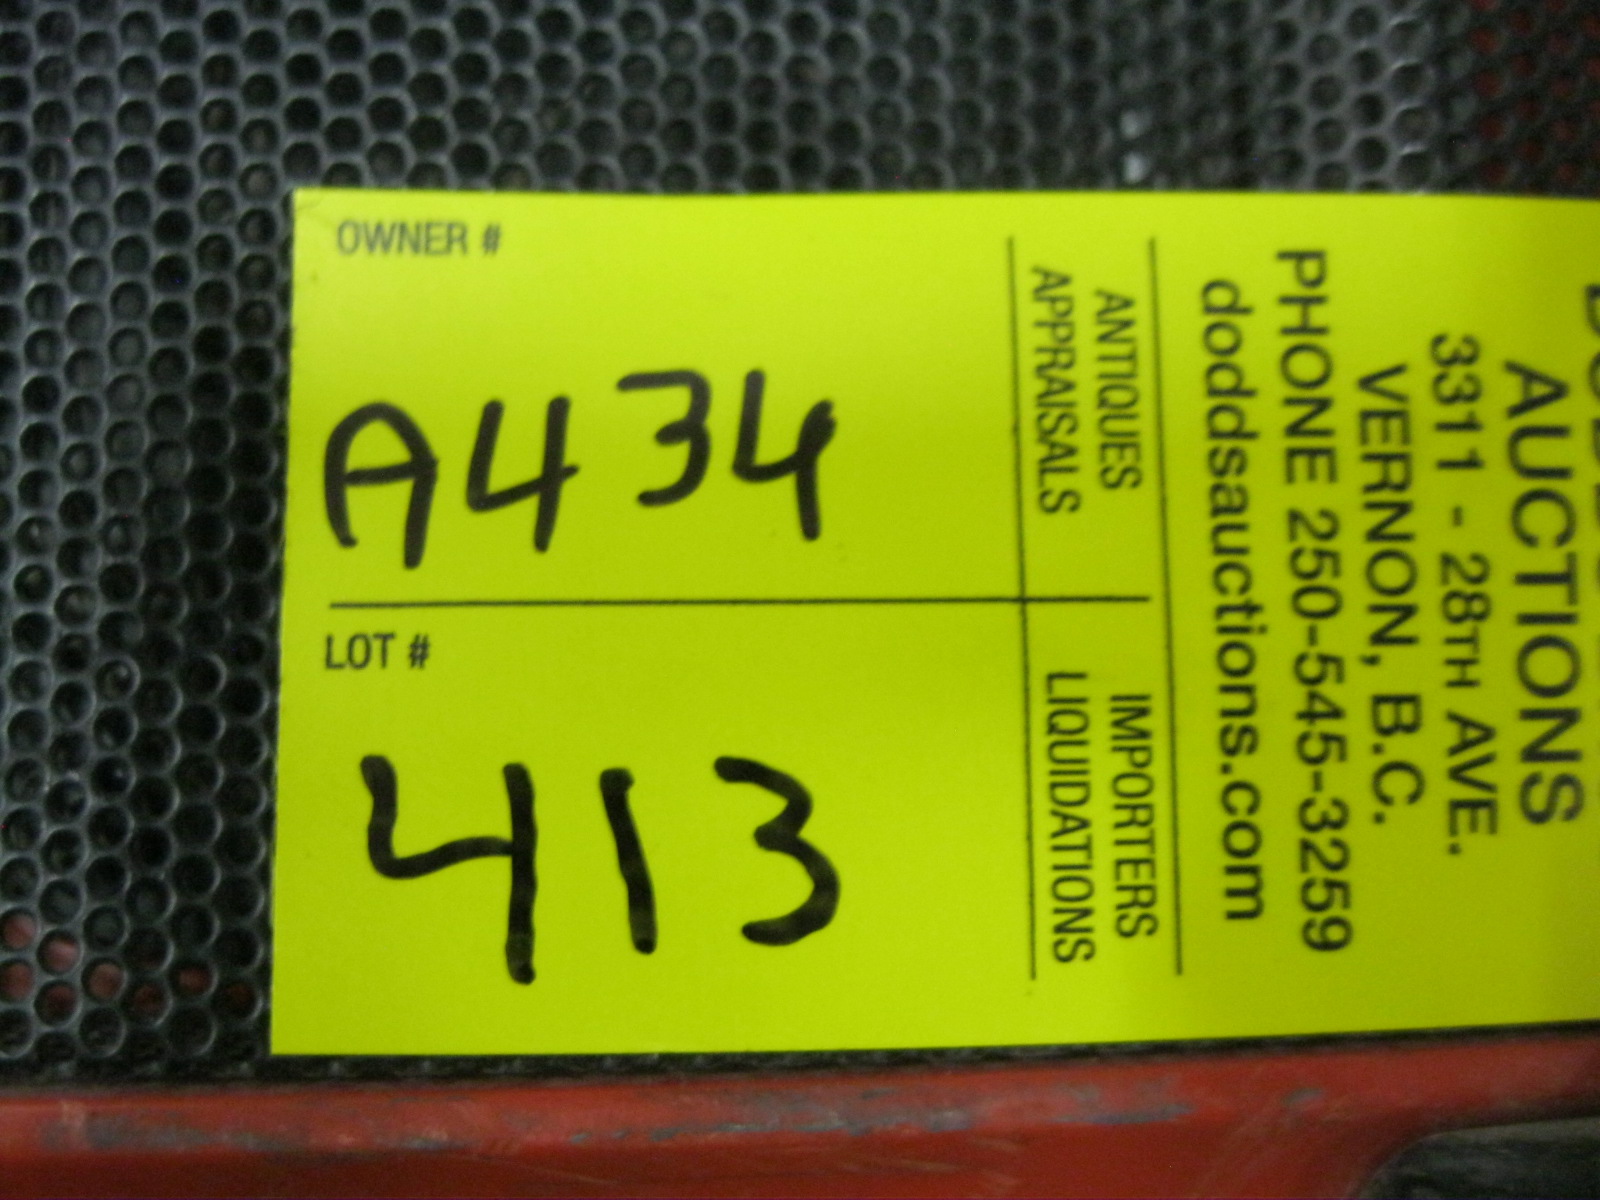 OWNER #
A434
LOT #
413
AUCTIONS
3311 - 28TH AVE.
VERNON, B.C.
PHONE 250-545-3259
doddsauctions.com
ANTIQUES
APPRAISALS
IMPORTERS
LIQUIDATIONS